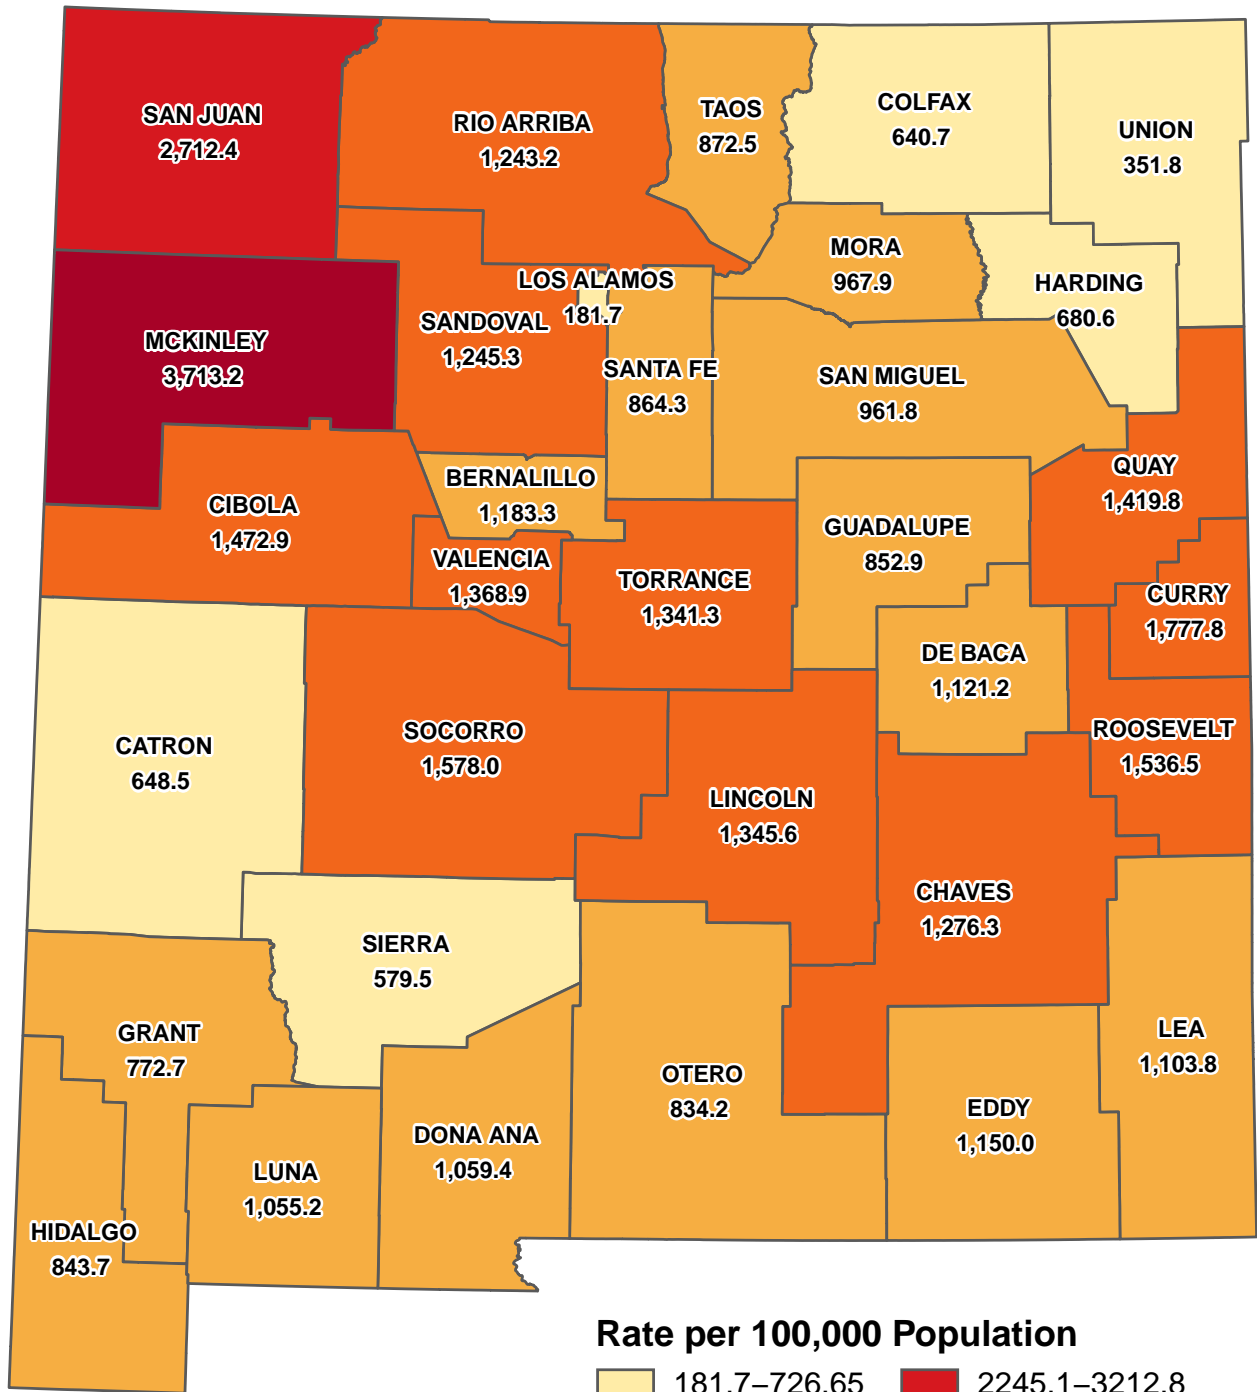 SAN JUAN
2,712.4
RIO ARRIBA
1,243.2
TAOS
872.5
COLFAX
640.7
UNION
351.8
MORA
967.9
HARDING
680.6
LOS ALAMOS
181.7
SANDOVAL
1,245.3
MCKINLEY
3,713.2
SANTA FE
864.3
SAN MIGUEL
961.8
QUAY
1,419.8
BERNALILLO
1,183.3
CIBOLA
1,472.9
GUADALUPE
852.9
VALENCIA
1,368.9
TORRANCE
1,341.3
CURRY
1,777.8
DE BACA
1,121.2
CATRON
648.5
SOCORRO
1,578.0
ROOSEVELT
1,536.5
LINCOLN
1,345.6
CHAVES
1,276.3
SIERRA
579.5
GRANT
772.7
LEA
1,103.8
OTERO
834.2
EDDY
1,150.0
DONA ANA
1,059.4
LUNA
1,055.2
HIDALGO
843.7
Rate per 100,000 Population
181.7–726.65
2245.1–3212.8